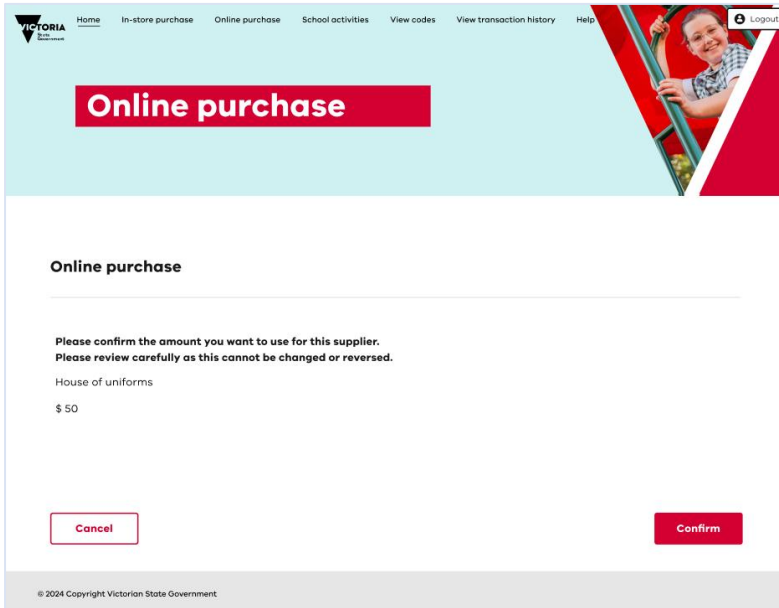 VICTORIA
State
Government
Home
In-store purchase
Online purchase
School activities
View codes
View transaction history
Help
Logout
Online purchase
Online purchase
Please confirm the amount you want to use for this supplier.
Please review carefully as this cannot be changed or reversed.
House of uniforms
$ 50
Cancel
Confirm
© 2024 Copyright Victorian State Government